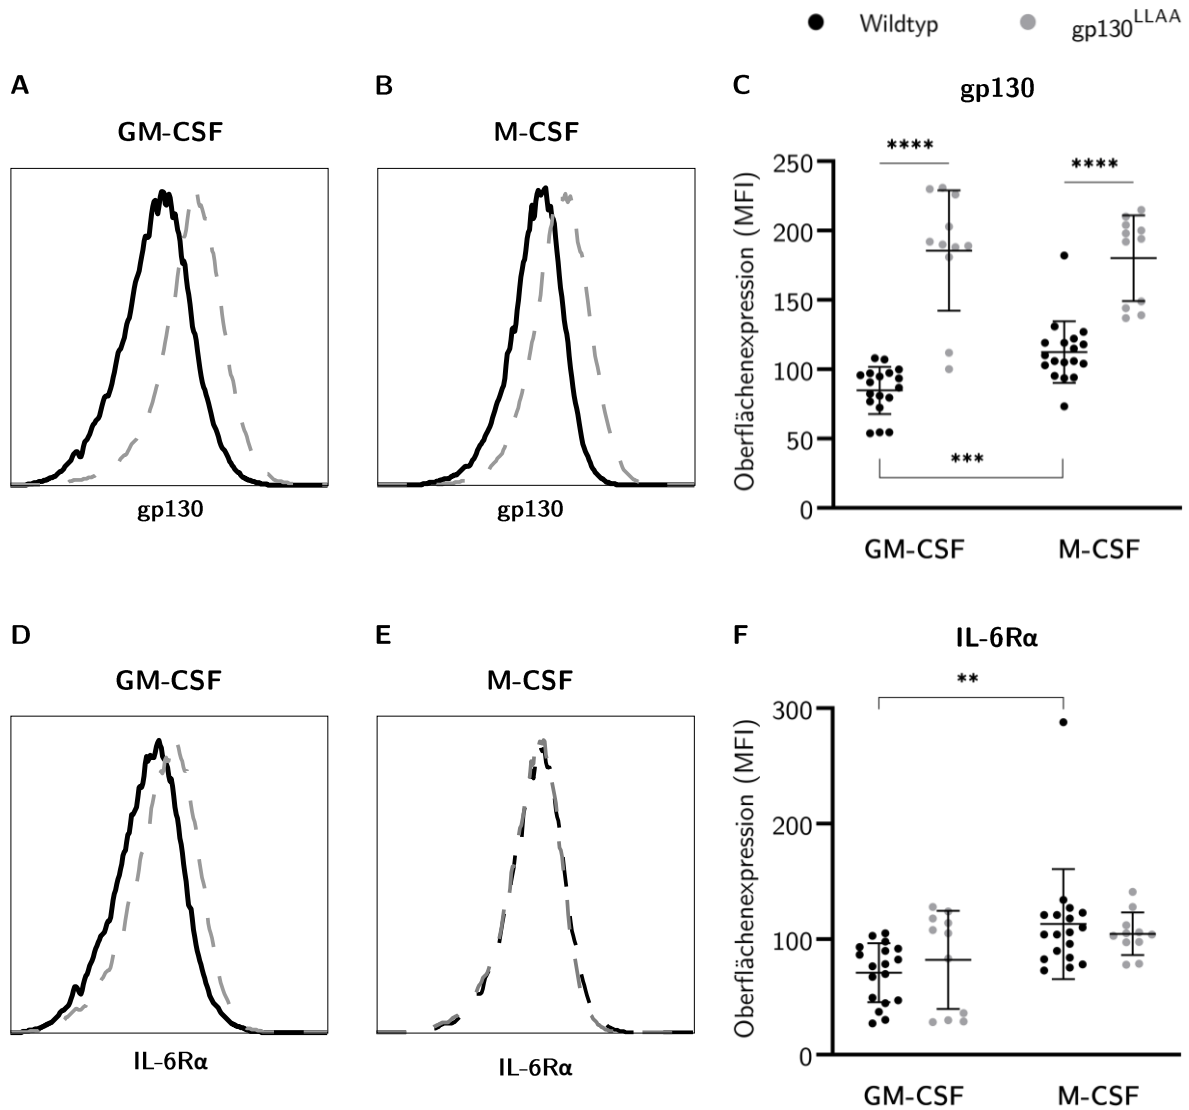 Wildtyp gp130^LLAA
A B C gp130
GM-CSF M-CSF
**** ****
250
200
150
100
50
0
Oberflächenexpression (MFI)
***
gp130 gp130
GM-CSF M-CSF
D E F IL-6Rα
GM-CSF M-CSF
**
300
200
100
0
Oberflächenexpression (MFI)
IL-6Rα IL-6Rα
GM-CSF M-CSF